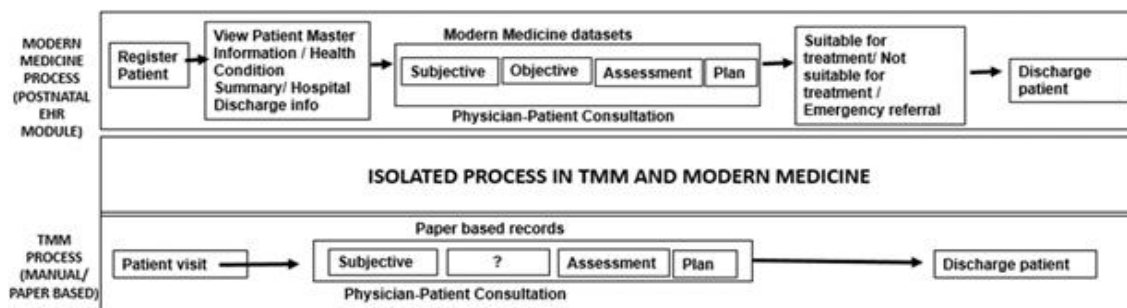 MODERN
MEDICINE
PROCESS
(POSTNATAL
EHR
MODULE)
Register
Patient
View Patient Master
Information / Health
Condition
Summary/ Hospital
Discharge info
Modern Medicine datasets
Subjective
Objective
Assessment
Plan
Physician-Patient Consultation
Suitable for
treatment/ Not
suitable for
treatment /
Emergency referral
Discharge
patient
ISOLATED PROCESS IN TMM AND MODERN MEDICINE
TMM
PROCESS
(MANUAL/
PAPER BASED)
Patient visit
Paper based records
Subjective
?
Assessment
Plan
Physician-Patient Consultation
Discharge patient